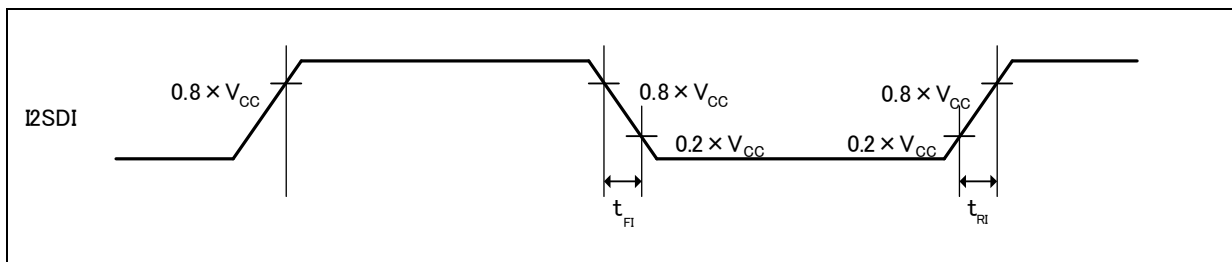 I2SDI
0.8 × VCC
0.8 × VCC
0.2 × VCC
0.8 × VCC
0.2 × VCC
tFI
tRI